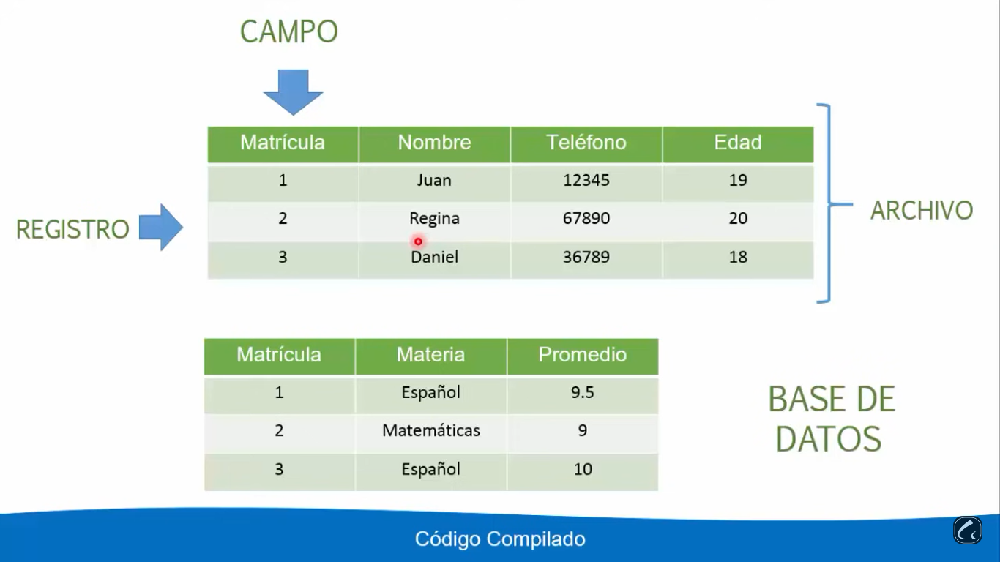 CAMPO
Matrícula Nombre Teléfono Edad
1 Juan 12345 19
2 Regina 67890 20
3 Daniel 36789 18
REGISTRO
ARCHIVO
Matrícula Materia Promedio
1 Español 9.5
2 Matemáticas 9
3 Español 10
BASE DE
DATOS
Código Compilado